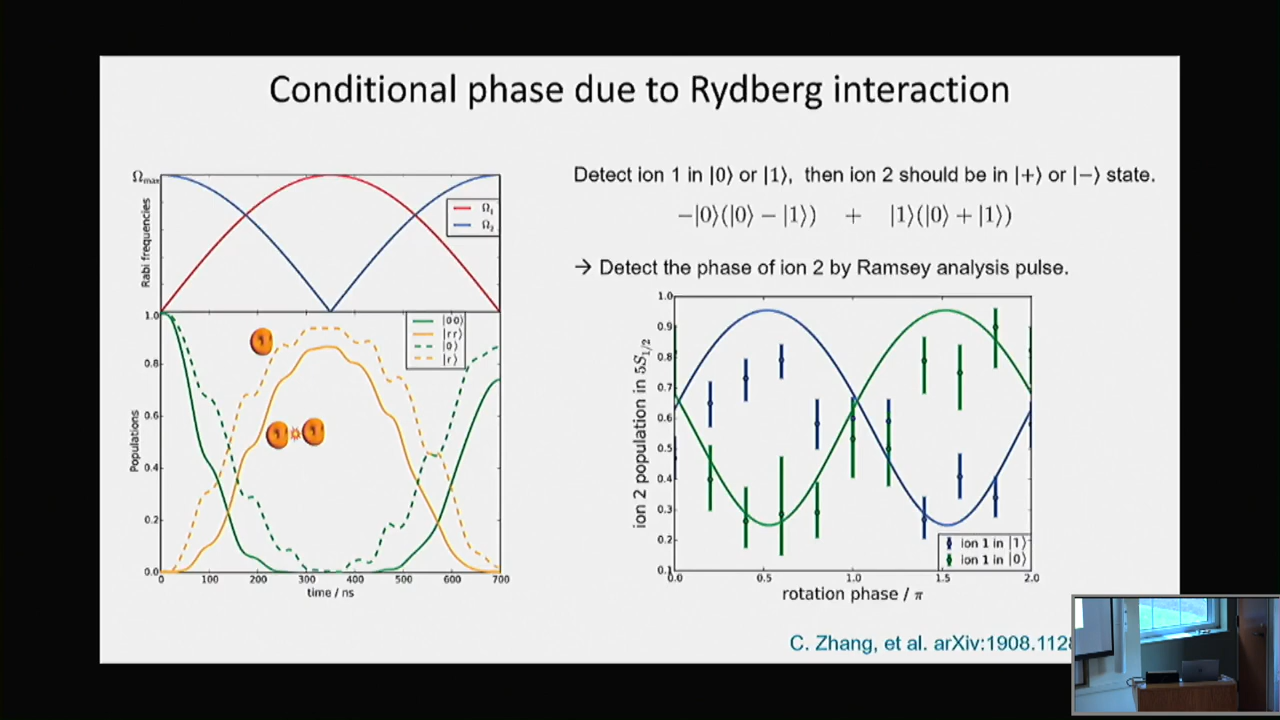 Conditional phase due to Rydberg interaction
Detect ion 1 in |0⟩ or |1⟩, then ion 2 should be in |+⟩ or |−⟩ state.
−|0⟩(|0⟩ − |1⟩) + |1⟩(|0⟩ + |1⟩)
→ Detect the phase of ion 2 by Ramsey analysis pulse.
Ωmax
Rabi frequencies
Ω₁
Ω₂
1.0
0.8
0.6
0.4
0.2
0.0
Populations
|00⟩
|rr⟩
|0⟩
|r⟩
0 100 200 300 400 500 600 700
time / ns
1.0
0.9
0.8
0.7
0.6
0.5
0.4
0.3
0.2
0.1
ion 2 population in 5S1/2
ion 1 in |1⟩
ion 1 in |0⟩
0.0 0.5 1.0 1.5 2.0
rotation phase / π
C. Zhang, et al. arXiv:1908.112